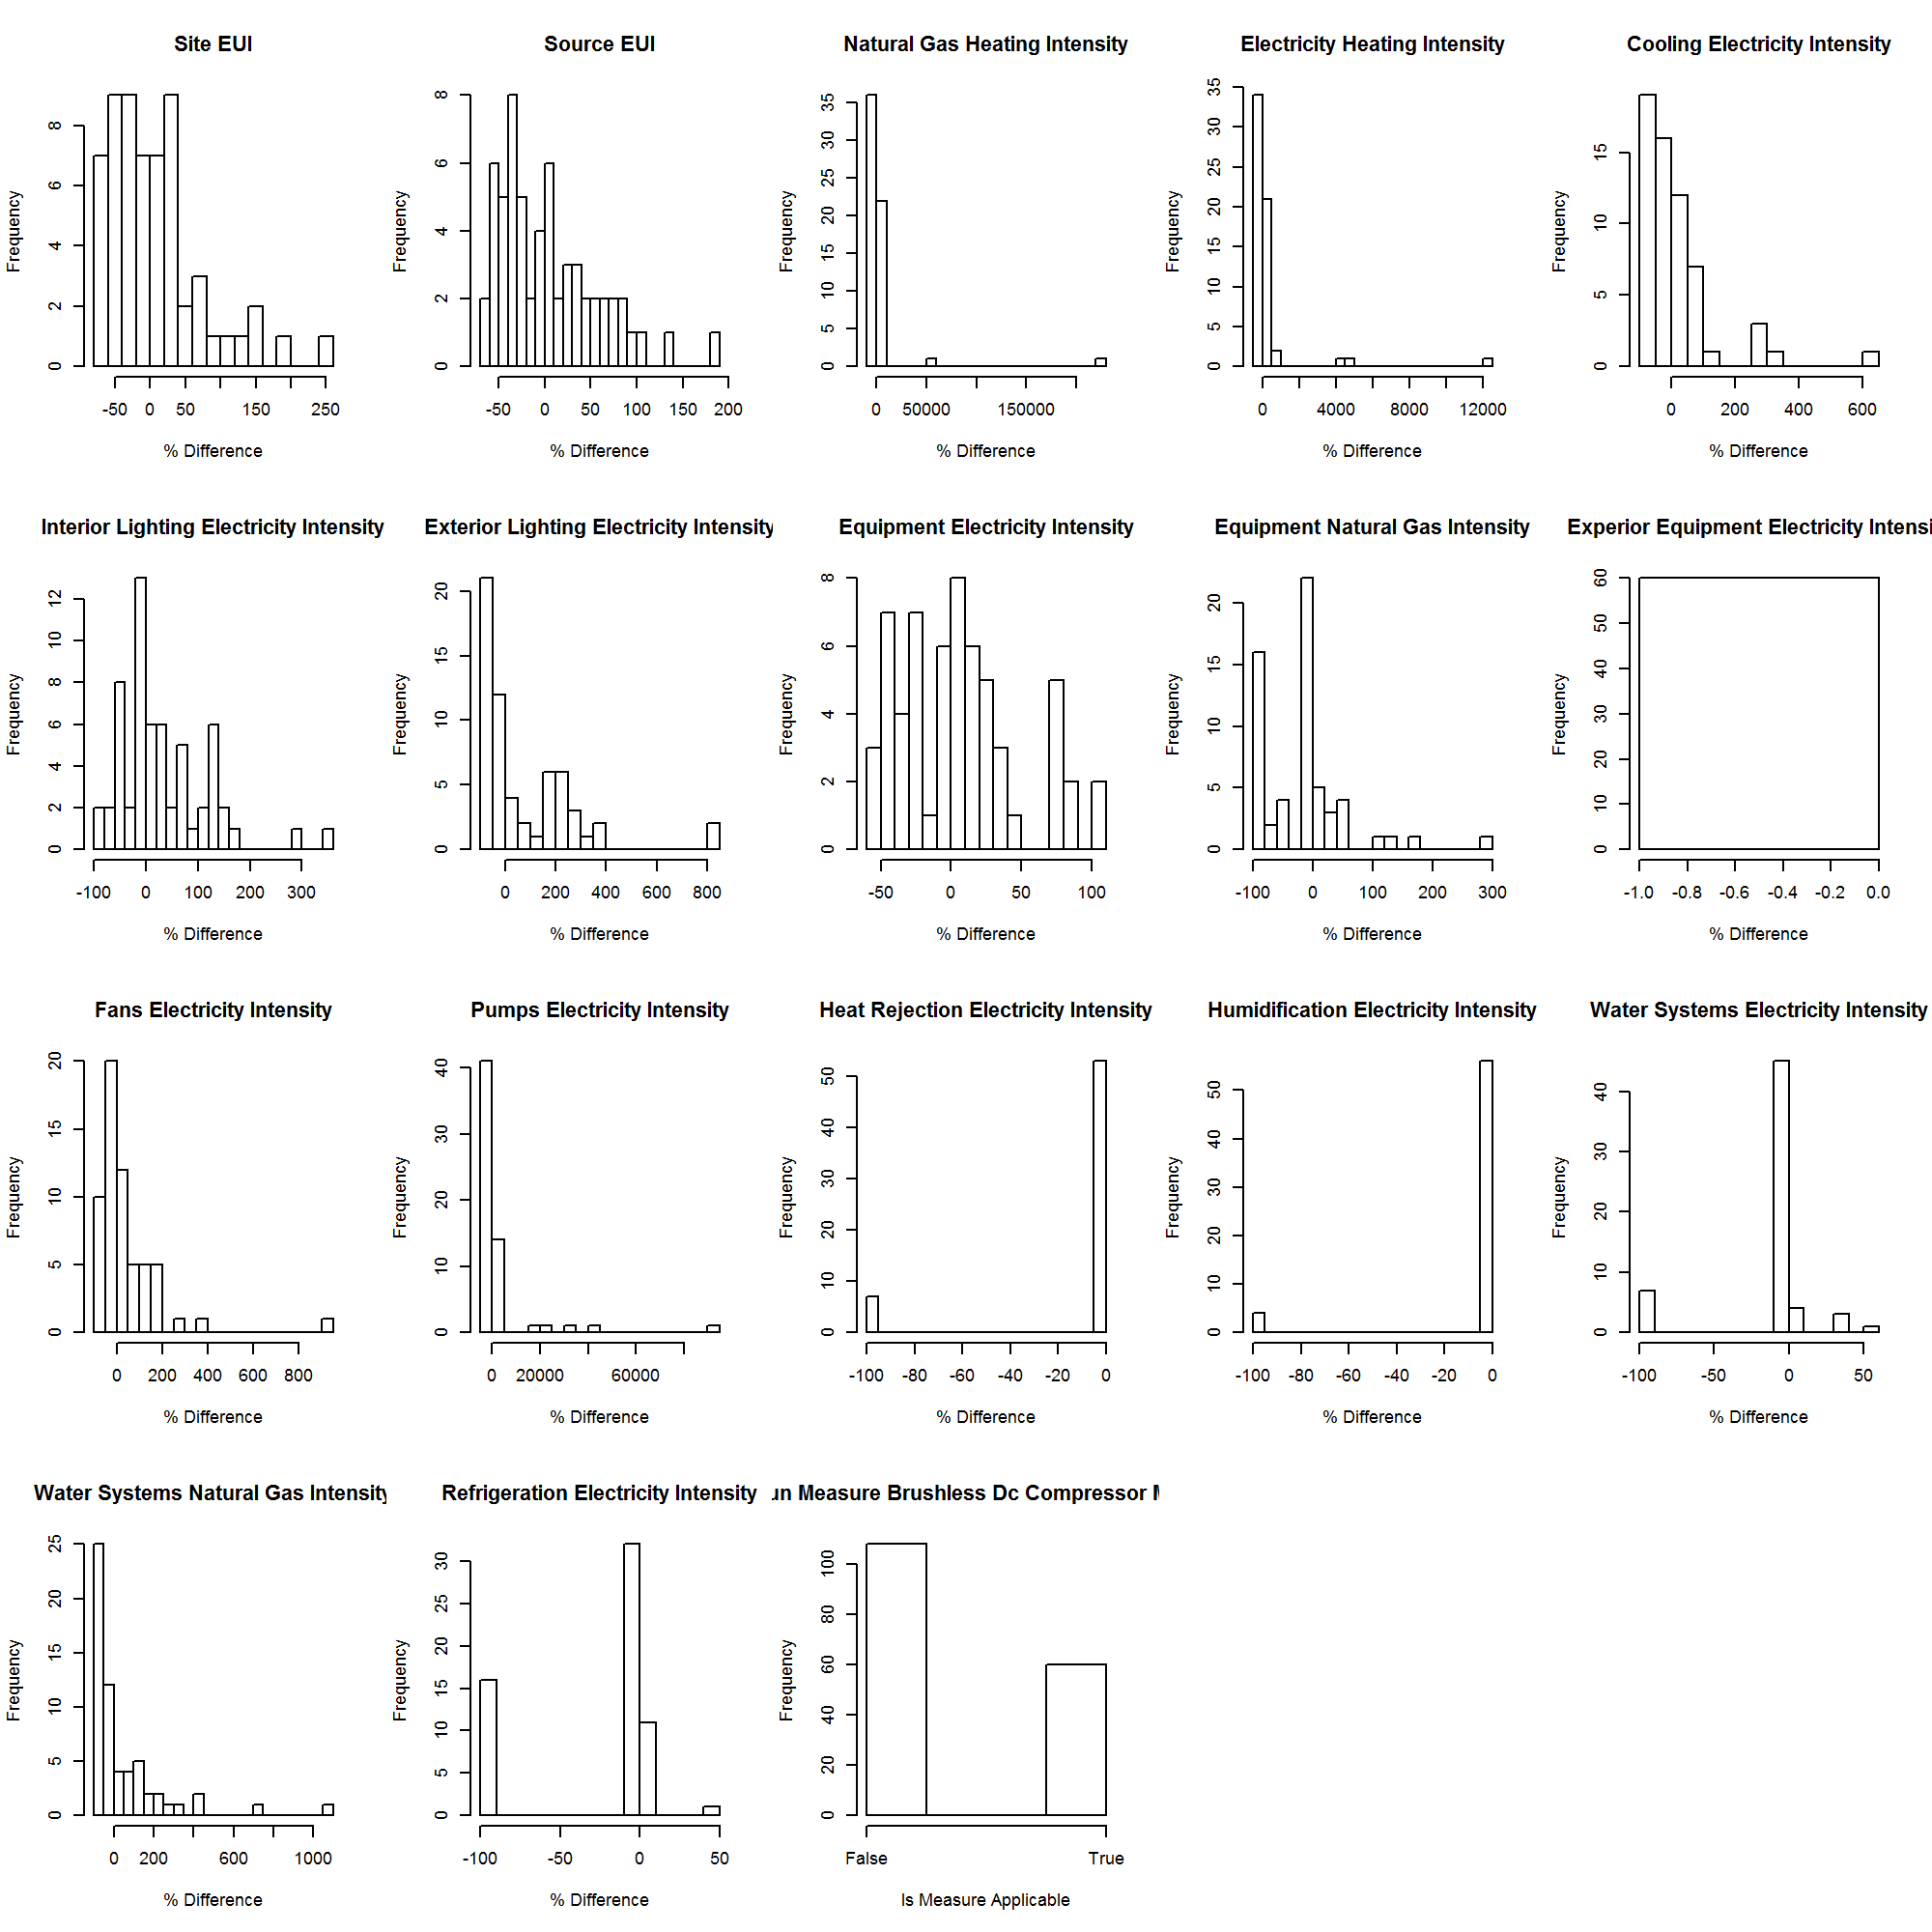 Site EUI
Frequency
0 2 4 6 8
-50 0 50 150 250
% Difference
Source EUI
Frequency
0 2 4 6 8
-50 0 50 100 150 200
% Difference
Natural Gas Heating Intensity
Frequency
0 5 10 15 20 25 30 35
0 50000 150000
% Difference
Electricity Heating Intensity
Frequency
0 5 10 15 20 25 30 35
0 4000 8000 12000
% Difference
Cooling Electricity Intensity
Frequency
0 5 10 15
0 200 400 600
% Difference
Interior Lighting Electricity Intensity
Frequency
0 2 4 6 8 10 12
-100 0 100 300
% Difference
Exterior Lighting Electricity Intensity
Frequency
0 5 10 15 20
0 200 400 600 800
% Difference
Equipment Electricity Intensity
Frequency
0 2 4 6 8
-50 0 50 100
% Difference
Equipment Natural Gas Intensity
Frequency
0 5 10 15 20
-100 0 100 200 300
% Difference
Experior Equipment Electricity Intensi
Frequency
0 10 20 30 40 50 60
-1.0 -0.8 -0.6 -0.4 -0.2 0.0
% Difference
Fans Electricity Intensity
Frequency
0 5 10 15 20
0 200 400 600 800
% Difference
Pumps Electricity Intensity
Frequency
0 10 20 30 40
0 20000 60000
% Difference
Heat Rejection Electricity Intensity
Frequency
0 10 20 30 40 50
-100 -80 -60 -40 -20 0
% Difference
Humidification Electricity Intensity
Frequency
0 10 20 30 40 50
-100 -80 -60 -40 -20 0
% Difference
Water Systems Electricity Intensity
Frequency
0 10 20 30 40
-100 -50 0 50
% Difference
Water Systems Natural Gas Intensity
Frequency
0 5 10 15 20 25
0 200 600 1000
% Difference
Refrigeration Electricity Intensity
Frequency
0 5 10 15 20 25 30
-100 -50 0 50
% Difference
un Measure Brushless Dc Compressor
Frequency
0 20 40 60 80 100
False True
Is Measure Applicable